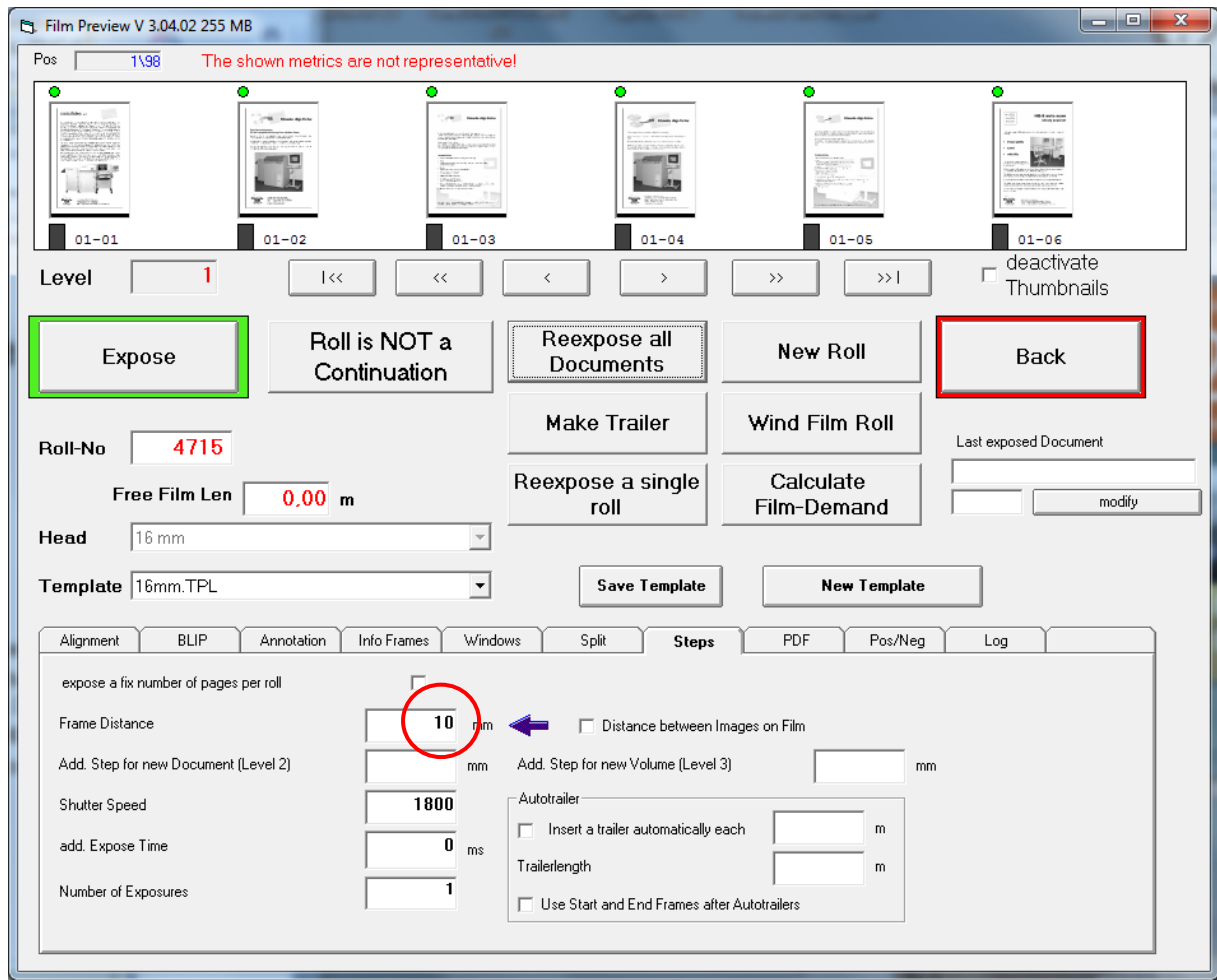 Film Preview V 3.04.02 255 MB
Pos 1\98 The shown metrics are not representative!
01-01 01-02 01-03 01-04 01-05 01-06
Level 1 |<< << < > >> >>| deactivate
Thumbnails
Expose
Roll is NOT a
Continuation
Reexpose all
Documents
New Roll
Back
Make Trailer
Wind Film Roll
Roll-No 4715
Last exposed Document
Free Film Len 0,00 m
Reexpose a single
roll
Calculate
Film-Demand
modify
Head 16 mm
Template 16mm.TPL
Save Template
New Template
Alignment BLIP Annotation Info Frames Windows Split Steps PDF Pos/Neg Log
expose a fix number of pages per roll
Frame Distance 10 mm Distance between Images on Film
Add. Step for new Document (Level 2) mm Add. Step for new Volume (Level 3) mm
Shutter Speed 1800
Autotrailer
Insert a trailer automatically each m
add. Expose Time 0 ms
Trailerlength m
Number of Exposures 1
Use Start and End Frames after Autotrailers